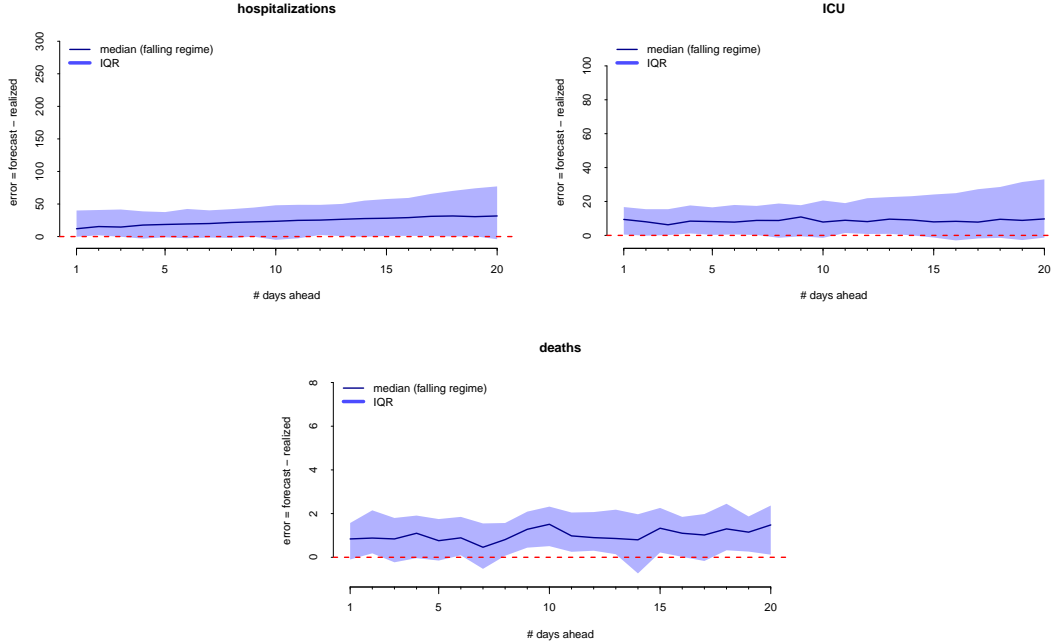 hospitalizations
median (falling regime)
IQR
error = forecast − realized
0
50
100
150
200
250
300
1
5
10
15
20
# days ahead
ICU
median (falling regime)
IQR
error = forecast − realized
0
20
40
60
80
100
1
5
10
15
20
# days ahead
deaths
median (falling regime)
IQR
error = forecast − realized
0
2
4
6
8
1
5
10
15
20
# days ahead